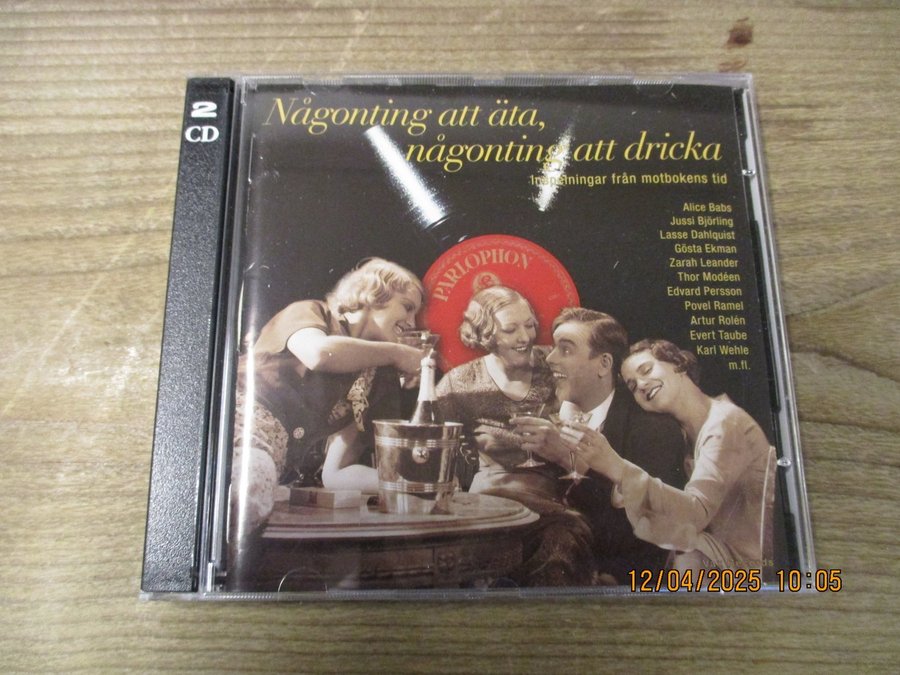 2
CD
Någonting att äta,
någonting att dricka
Inspelningar från motbokens tid
Alice Babs
Jussi Björling
Lasse Dahlquist
Gösta Ekman
Zarah Leander
Thor Modéen
Edvard Persson
Povel Ramel
Artur Rolén
Evert Taube
Karl Wehle
m.fl.
PARLOPHON
12/04/2025 10:05